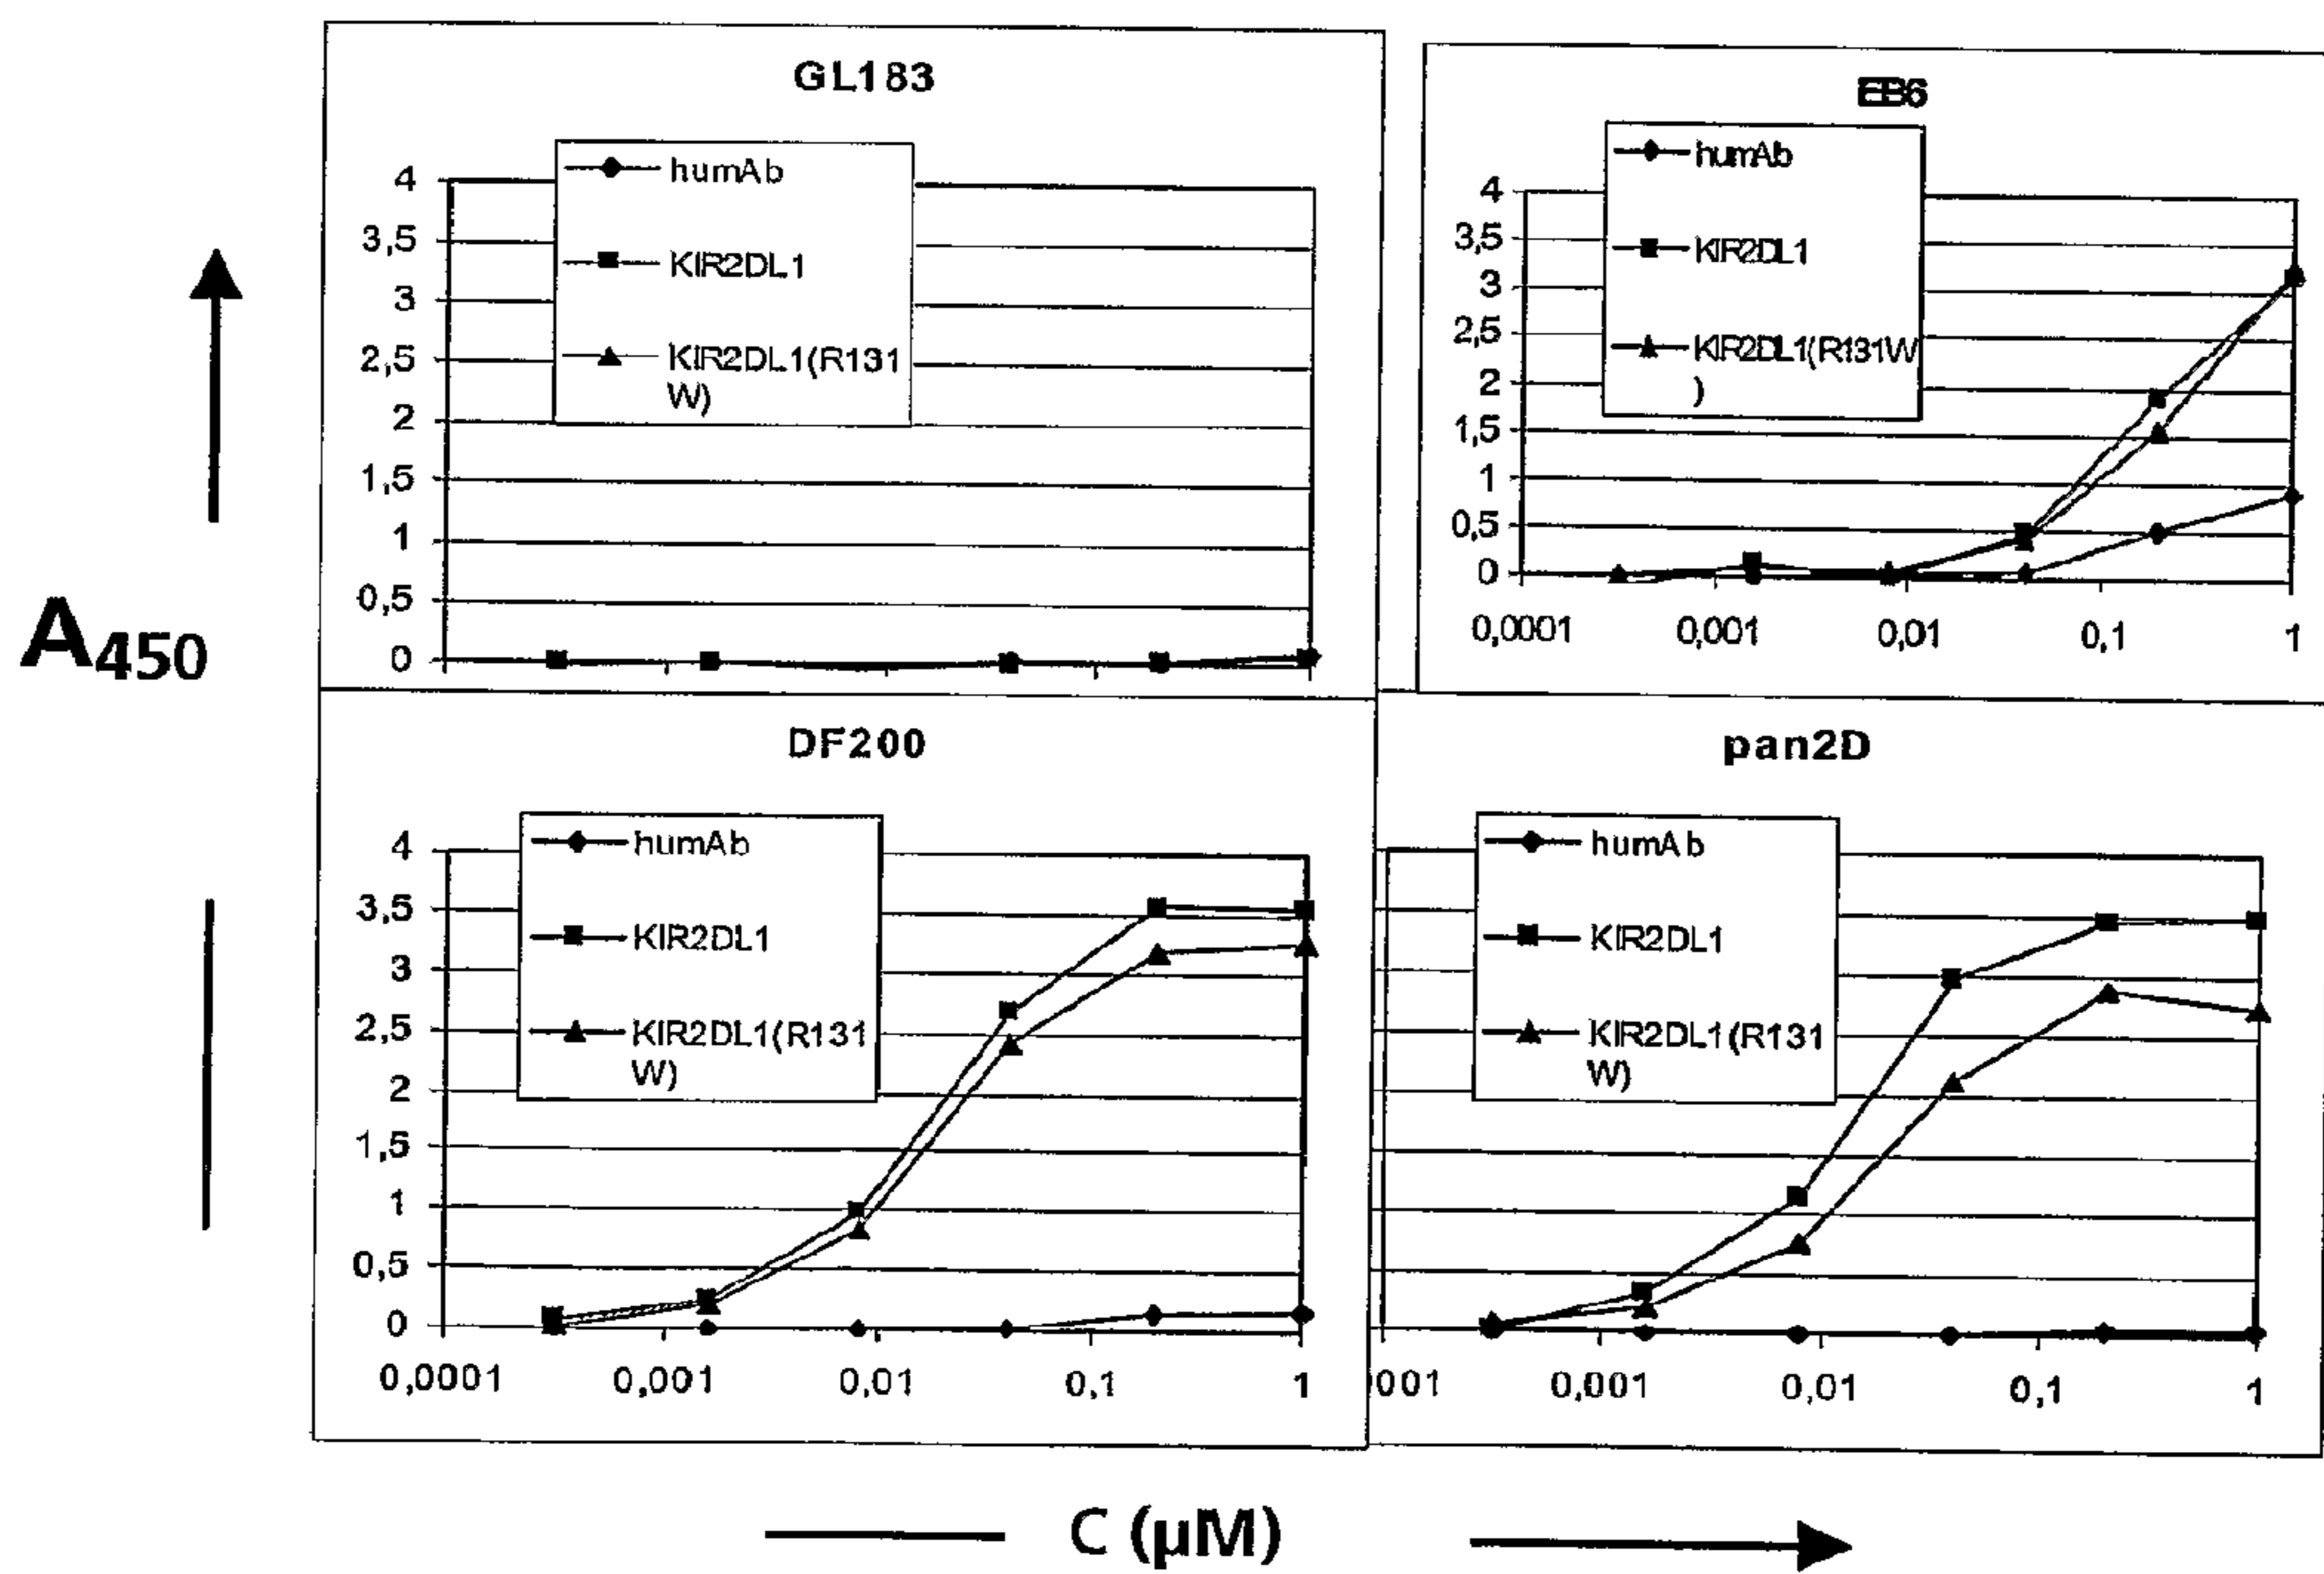 GL183
humAb
KIR2DL1
KIR2DL1(R131
W)
4
3,5
3
2,5
2
1,5
1
0,5
0
EB6
humAb
KIR2DL1
KIR2DL1(R131W
)
4
3,5
3
2,5
2
1,5
1
0,5
0
0,0001 0,001 0,01 0,1 1
A450
DF200
humAb
KIR2DL1
KIR2DL1(R131
W)
4
3,5
3
2,5
2
1,5
1
0,5
0
0,0001 0,001 0,01 0,1 1
pan2D
humAb
KIR2DL1
KIR2DL1(R131
W)
001 0,001 0,01 0,1 1
C (µM)